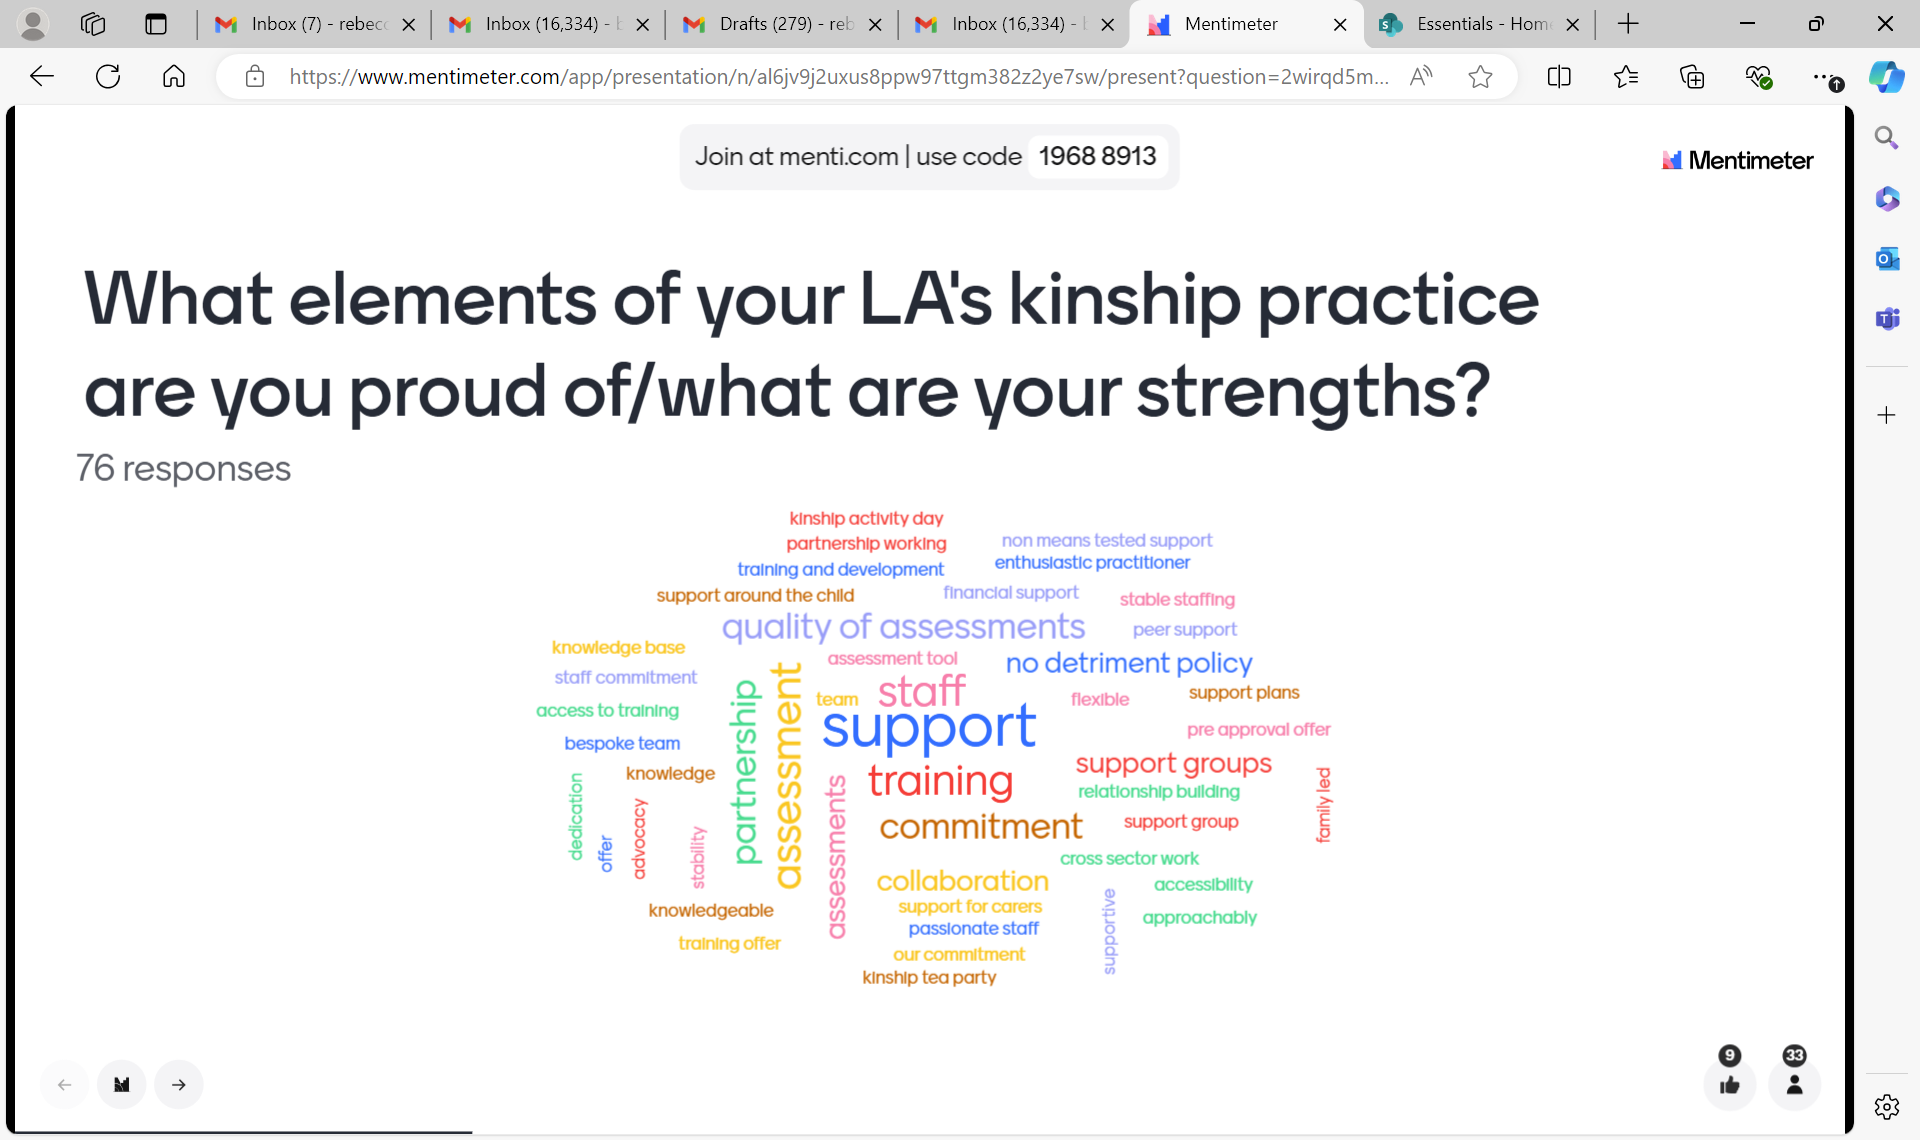 Inbox (7) - rebecc
Inbox (16,334) - b
Drafts (279) - reb
Inbox (16,334) - b
Mentimeter
Essentials - Hom
https://www.mentimeter.com/app/presentation/n/al6jv9j2uxus8ppw97ttgm382z2ye7sw/present?question=2wirqd5m...
Join at menti.com | use code 1968 8913
Mentimeter
What elements of your LA's kinship practice
are you proud of/what are your strengths?
76 responses
kinship activity day
partnership working
non means tested support
training and development
enthusiastic practitioner
support around the child
financial support
stable staffing
quality of assessments
peer support
knowledge base
assessment tool
no detriment policy
staff commitment
team
staff
flexible
support plans
access to training
partnership
assessment
support
pre approval offer
bespoke team
support groups
knowledge
training
relationship building
family led
dedication
offer
advocacy
stability
assessments
commitment
support group
cross sector work
collaboration
accessibility
knowledgeable
support for carers
supportive
approachably
passionate staff
training offer
our commitment
kinship tea party
9
33